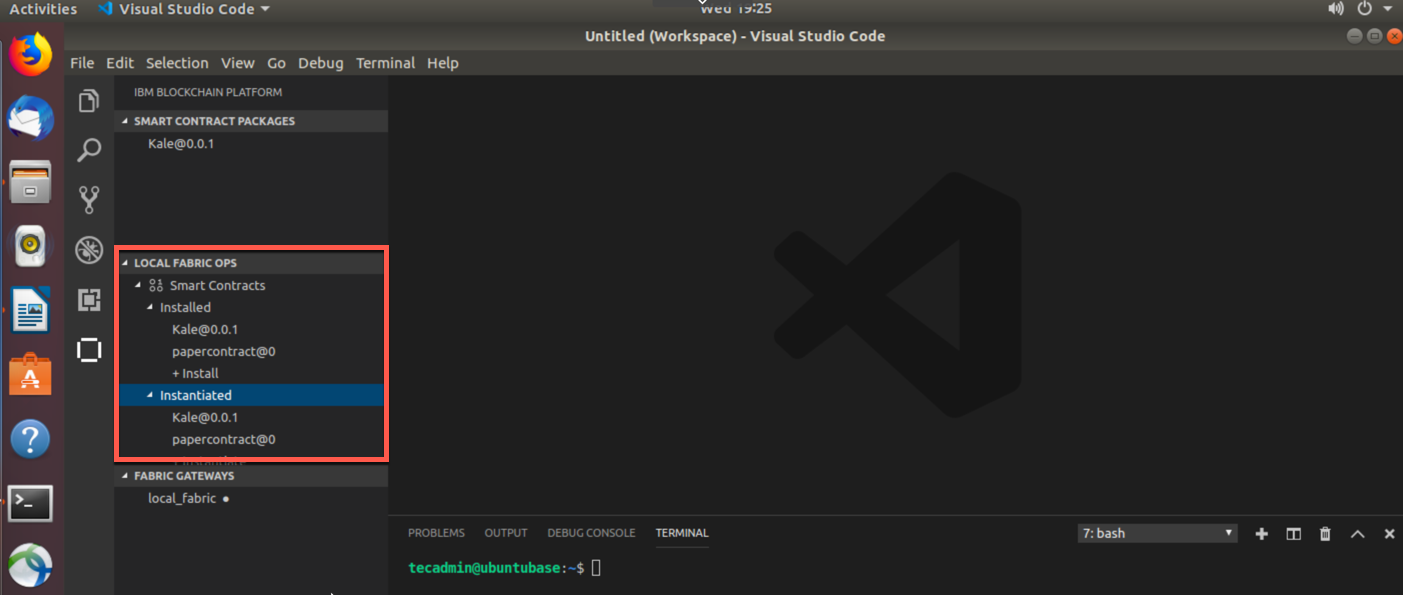 Activities Visual Studio Code Wed 19:25
Untitled (Workspace) - Visual Studio Code
File Edit Selection View Go Debug Terminal Help
IBM BLOCKCHAIN PLATFORM
SMART CONTRACT PACKAGES
Kale@0.0.1
LOCAL FABRIC OPS
Smart Contracts
Installed
Kale@0.0.1
papercontract@0
+ Install
Instantiated
Kale@0.0.1
papercontract@0
FABRIC GATEWAYS
local_fabric ●
PROBLEMS OUTPUT DEBUG CONSOLE TERMINAL 7: bash
tecadmin@ubuntubase:~$